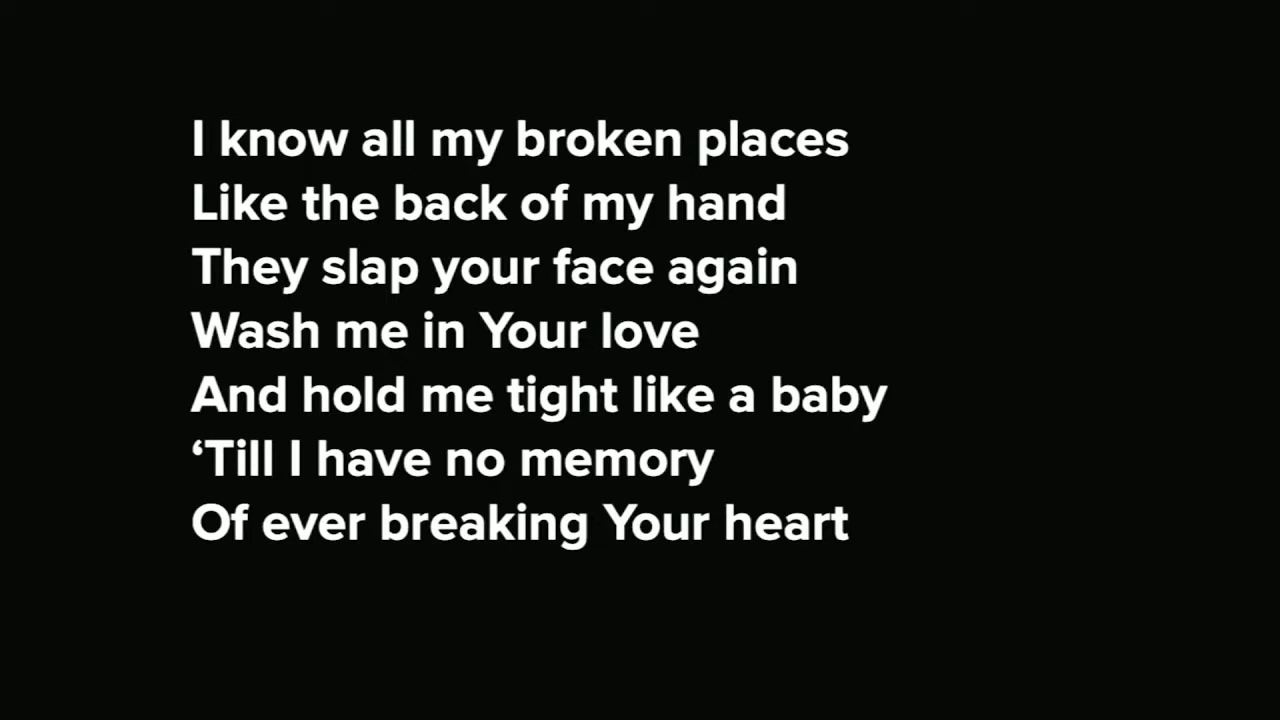 I know all my broken places
Like the back of my hand
They slap your face again
Wash me in Your love
And hold me tight like a baby
‘Till I have no memory
Of ever breaking Your heart